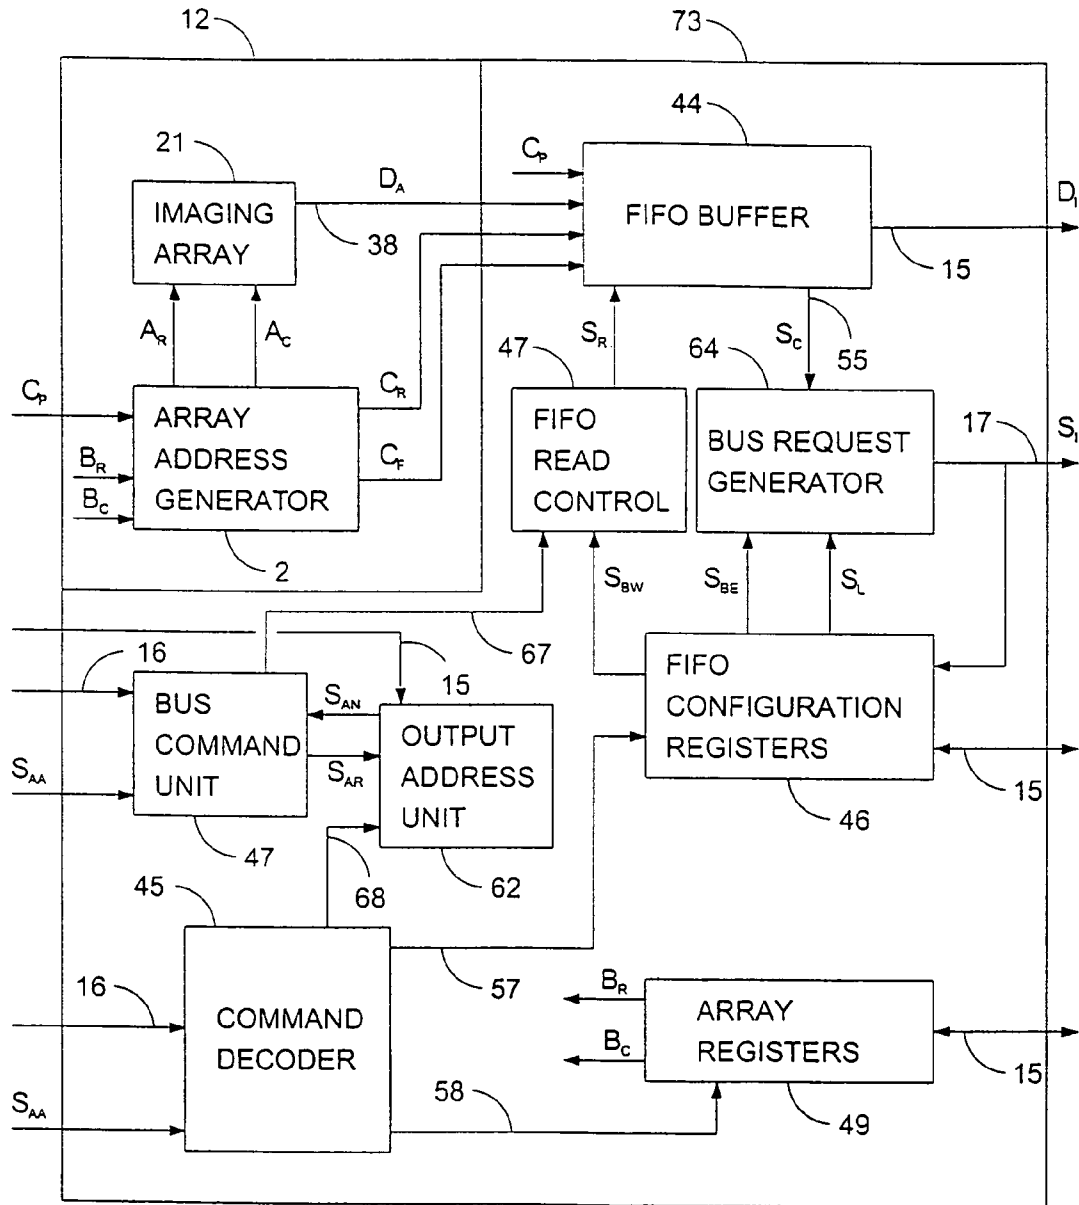 12
73
44
21
C_P
D_A
D_I
IMAGING
ARRAY
FIFO BUFFER
38
15
A_R
A_C
S_R
S_C
55
47
64
C_P
C_R
17
S_I
ARRAY
ADDRESS
GENERATOR
FIFO
READ
CONTROL
BUS REQUEST
GENERATOR
B_R
C_F
B_C
2
S_BW
S_BE
S_L
67
16
15
BUS
COMMAND
UNIT
S_AN
S_AR
OUTPUT
ADDRESS
UNIT
FIFO
CONFIGURATION
REGISTERS
S_AA
15
47
46
45
68
62
57
16
B_R
B_C
COMMAND
DECODER
ARRAY
REGISTERS
15
S_AA
58
49